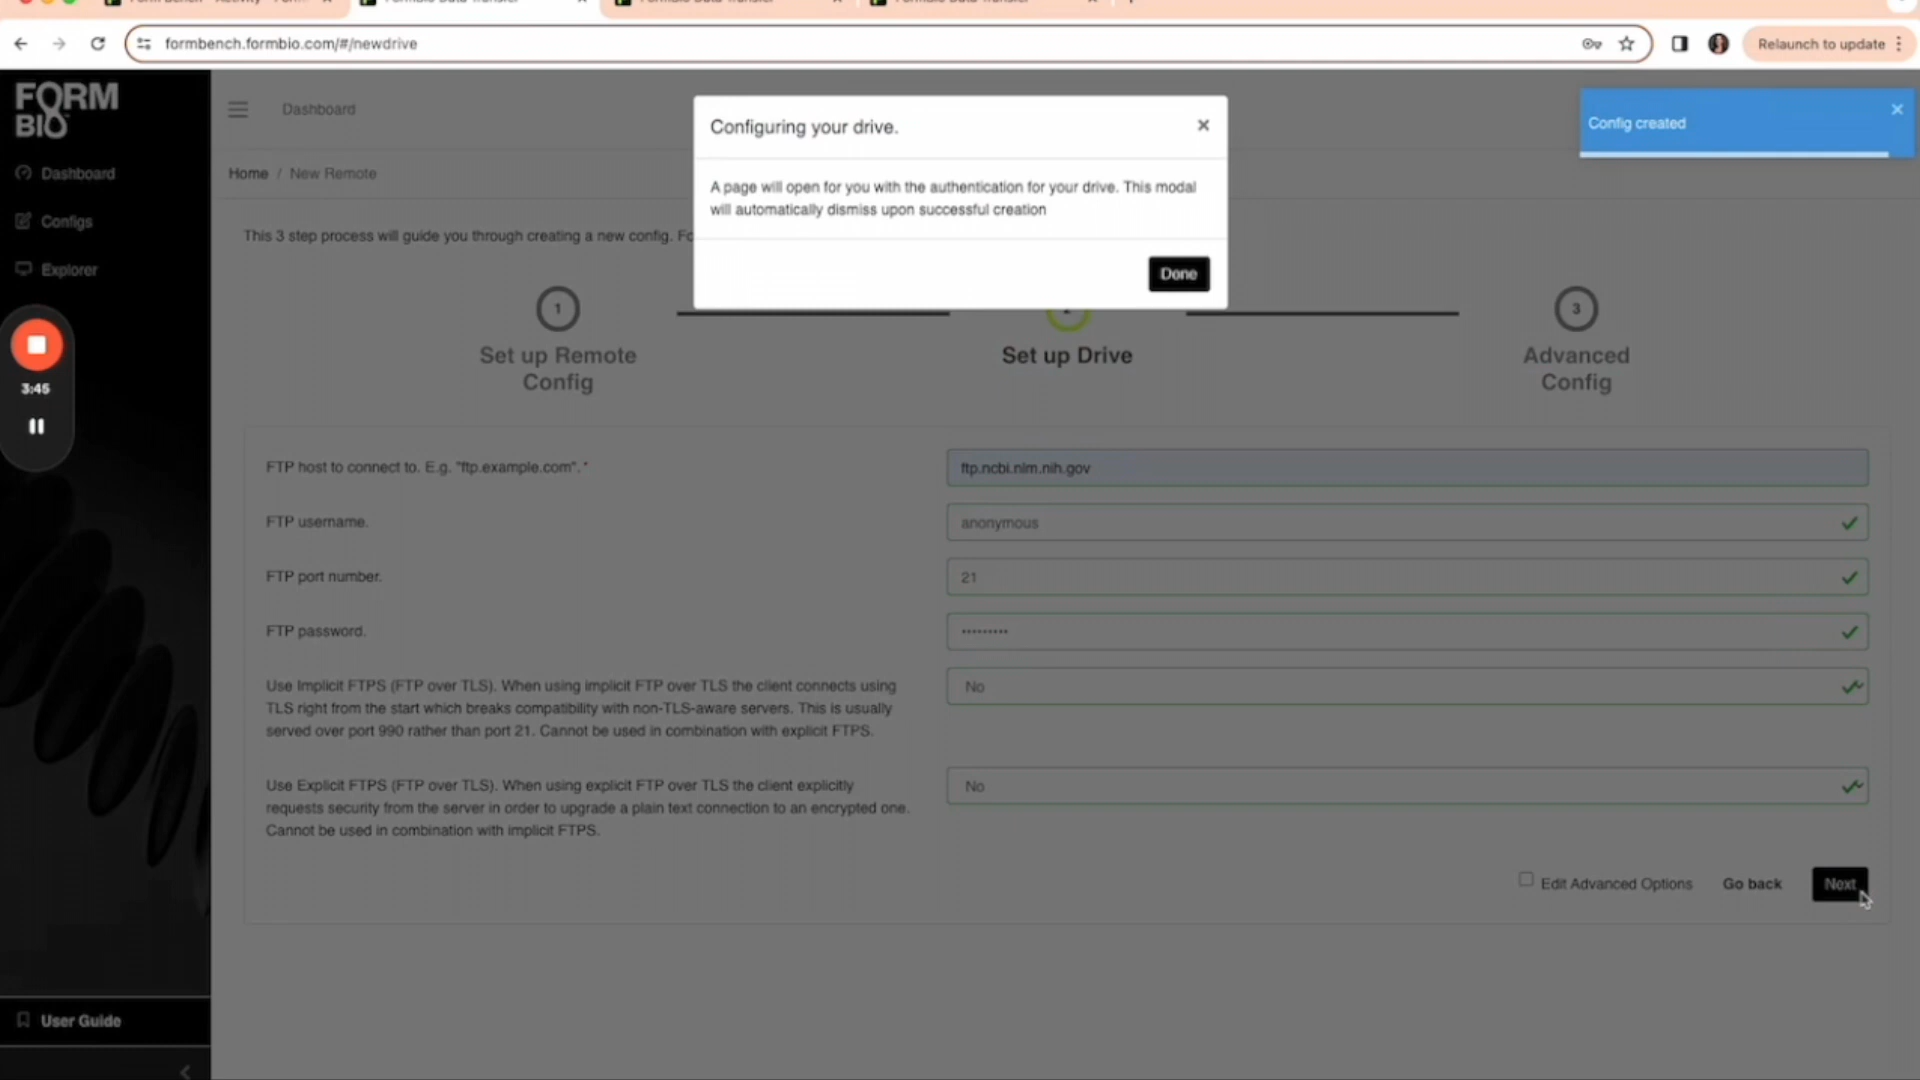 formbench.formbio.com/#/newdrive
Relaunch to update
FORM
BIO
Dashboard
Configs
Explorer
3:45
User Guide
Dashboard
Home / New Remote
This 3 step process will guide you through creating a new config.
Configuring your drive.
A page will open for you with the authentication for your drive. This modal
will automatically dismiss upon successful creation
Done
Config created
1
Set up Remote
Config
Set up Drive
3
Advanced
Config
FTP host to connect to. E.g. "ftp.example.com". *
ftp.ncbi.nlm.nih.gov
FTP username.
anonymous
FTP port number.
21
FTP password.
•••••••••
Use Implicit FTPS (FTP over TLS). When using implicit FTP over TLS the client connects using
TLS right from the start which breaks compatibility with non-TLS-aware servers. This is usually
served over port 990 rather than port 21. Cannot be used in combination with explicit FTPS.
No
Use Explicit FTPS (FTP over TLS). When using explicit FTP over TLS the client explicitly
requests security from the server in order to upgrade a plain text connection to an encrypted one.
Cannot be used in combination with implicit FTPS.
No
Edit Advanced Options
Go back
Next